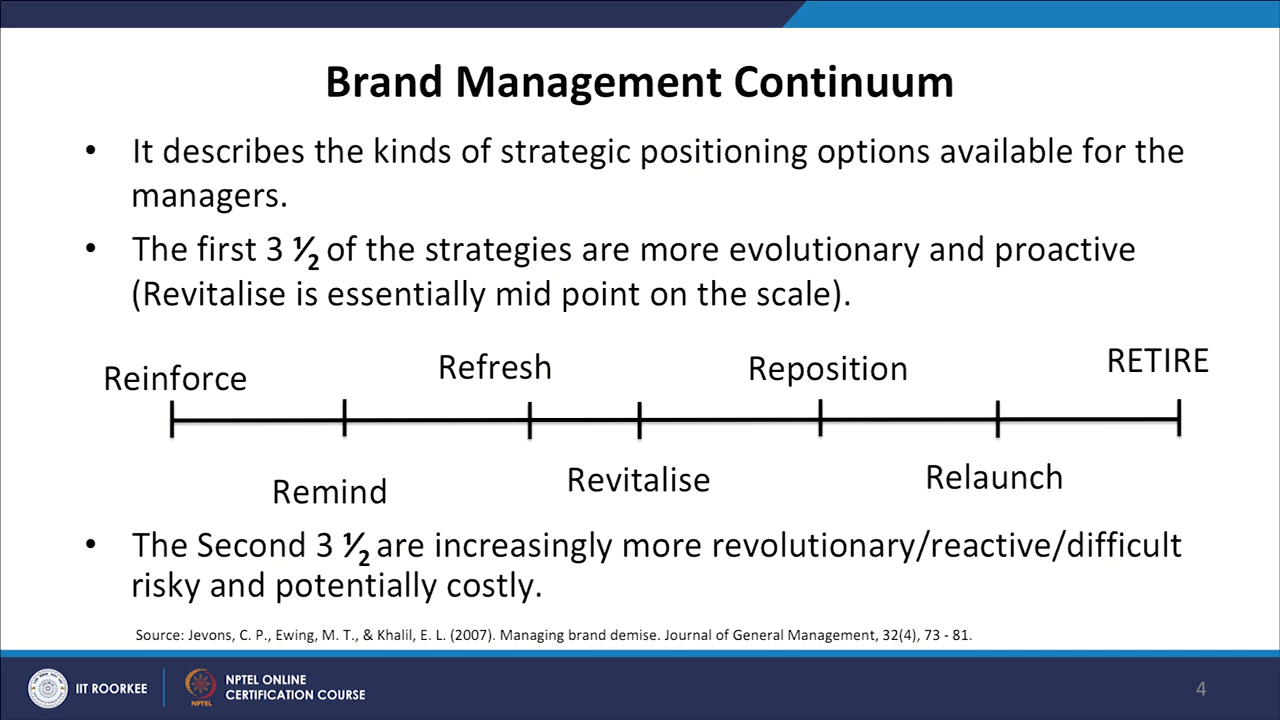 Brand Management Continuum
• It describes the kinds of strategic positioning options available for the
managers.
• The first 3 ½ of the strategies are more evolutionary and proactive
(Revitalise is essentially mid point on the scale).
Reinforce
Refresh
Reposition
RETIRE
Remind
Revitalise
Relaunch
• The Second 3 ½ are increasingly more revolutionary/reactive/difficult
risky and potentially costly.
Source: Jevons, C. P., Ewing, M. T., & Khalil, E. L. (2007). Managing brand demise. Journal of General Management, 32(4), 73 - 81.
IIT ROORKEE
NPTEL
NPTEL ONLINE
CERTIFICATION COURSE
4